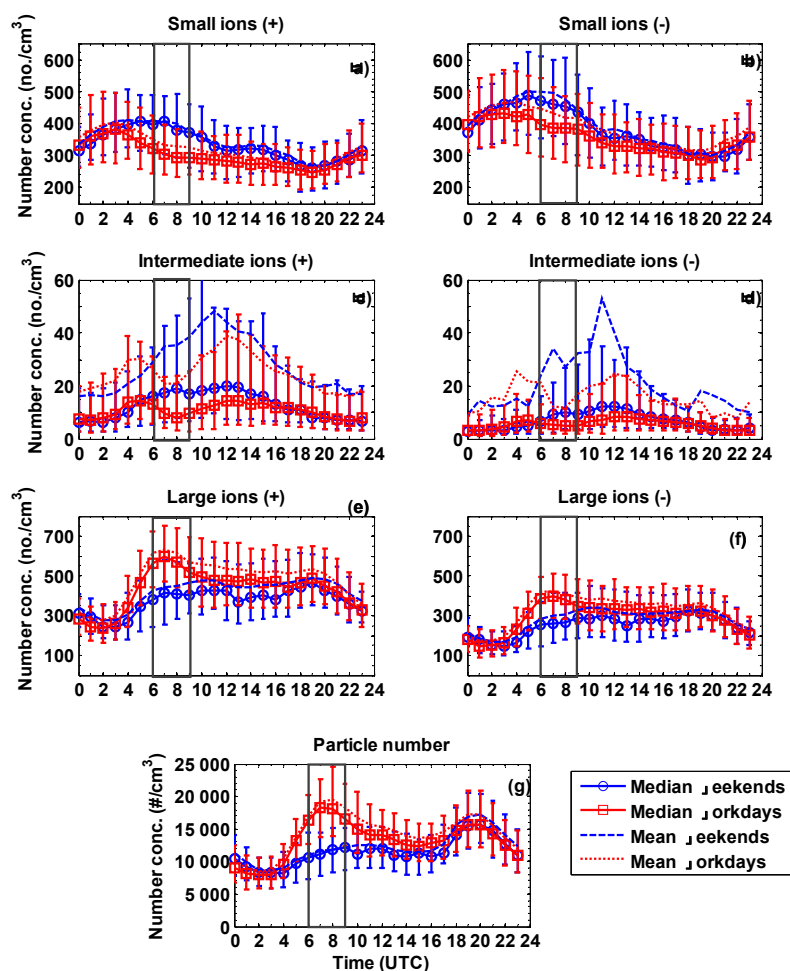 Small ions (+)
Number conc. (no./cm³)
600
500
400
300
200
0 2 4 6 8 10 12 14 16 18 20 22 24
a)
Small ions (-)
600
500
400
300
200
0 2 4 6 8 10 12 14 16 18 20 22 24
b)
Intermediate ions (+)
Number conc. (no./cm³)
60
40
20
0
0 2 4 6 8 10 12 14 16 18 20 22 24
Intermediate ions (-)
60
40
20
0
0 2 4 6 8 10 12 14 16 18 20 22 24
d)
Large ions (+)
(e)
Number conc. (no./cm³)
700
500
300
100
0 2 4 6 8 10 12 14 16 18 20 22 24
Large ions (-)
(f)
700
500
300
100
0 2 4 6 8 10 12 14 16 18 20 22 24
Particle number
(g)
Number conc. (#/cm³)
25 000
20 000
15 000
10 000
5 000
0
0 2 4 6 8 10 12 14 16 18 20 22 24
Time (UTC)
Median ┘eekends
Median ┘orkdays
Mean ┘eekends
Mean ┘orkdays